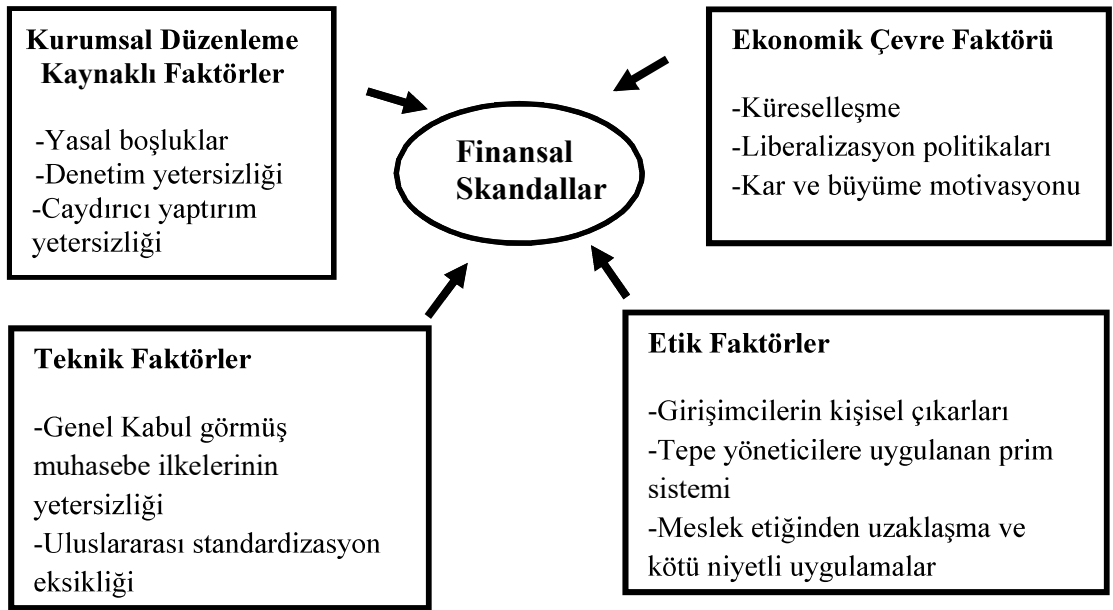 Kurumsal Düzenleme
Kaynaklı Faktörler
-Yasal boşluklar
-Denetim yetersizliği
-Caydırıcı yaptırım
yetersizliği
Finansal
Skandallar
Ekonomik Çevre Faktörü
-Küreselleşme
-Liberalizasyon politikaları
-Kar ve büyüme motivasyonu
Teknik Faktörler
-Genel Kabul görmüş
muhasebe ilkelerinin
yetersizliği
-Uluslararası standardizasyon
eksikliği
Etik Faktörler
-Girişimcilerin kişisel çıkarları
-Tepe yöneticilere uygulanan prim
sistemi
-Meslek etiğinden uzaklaşma ve
kötü niyetli uygulamalar